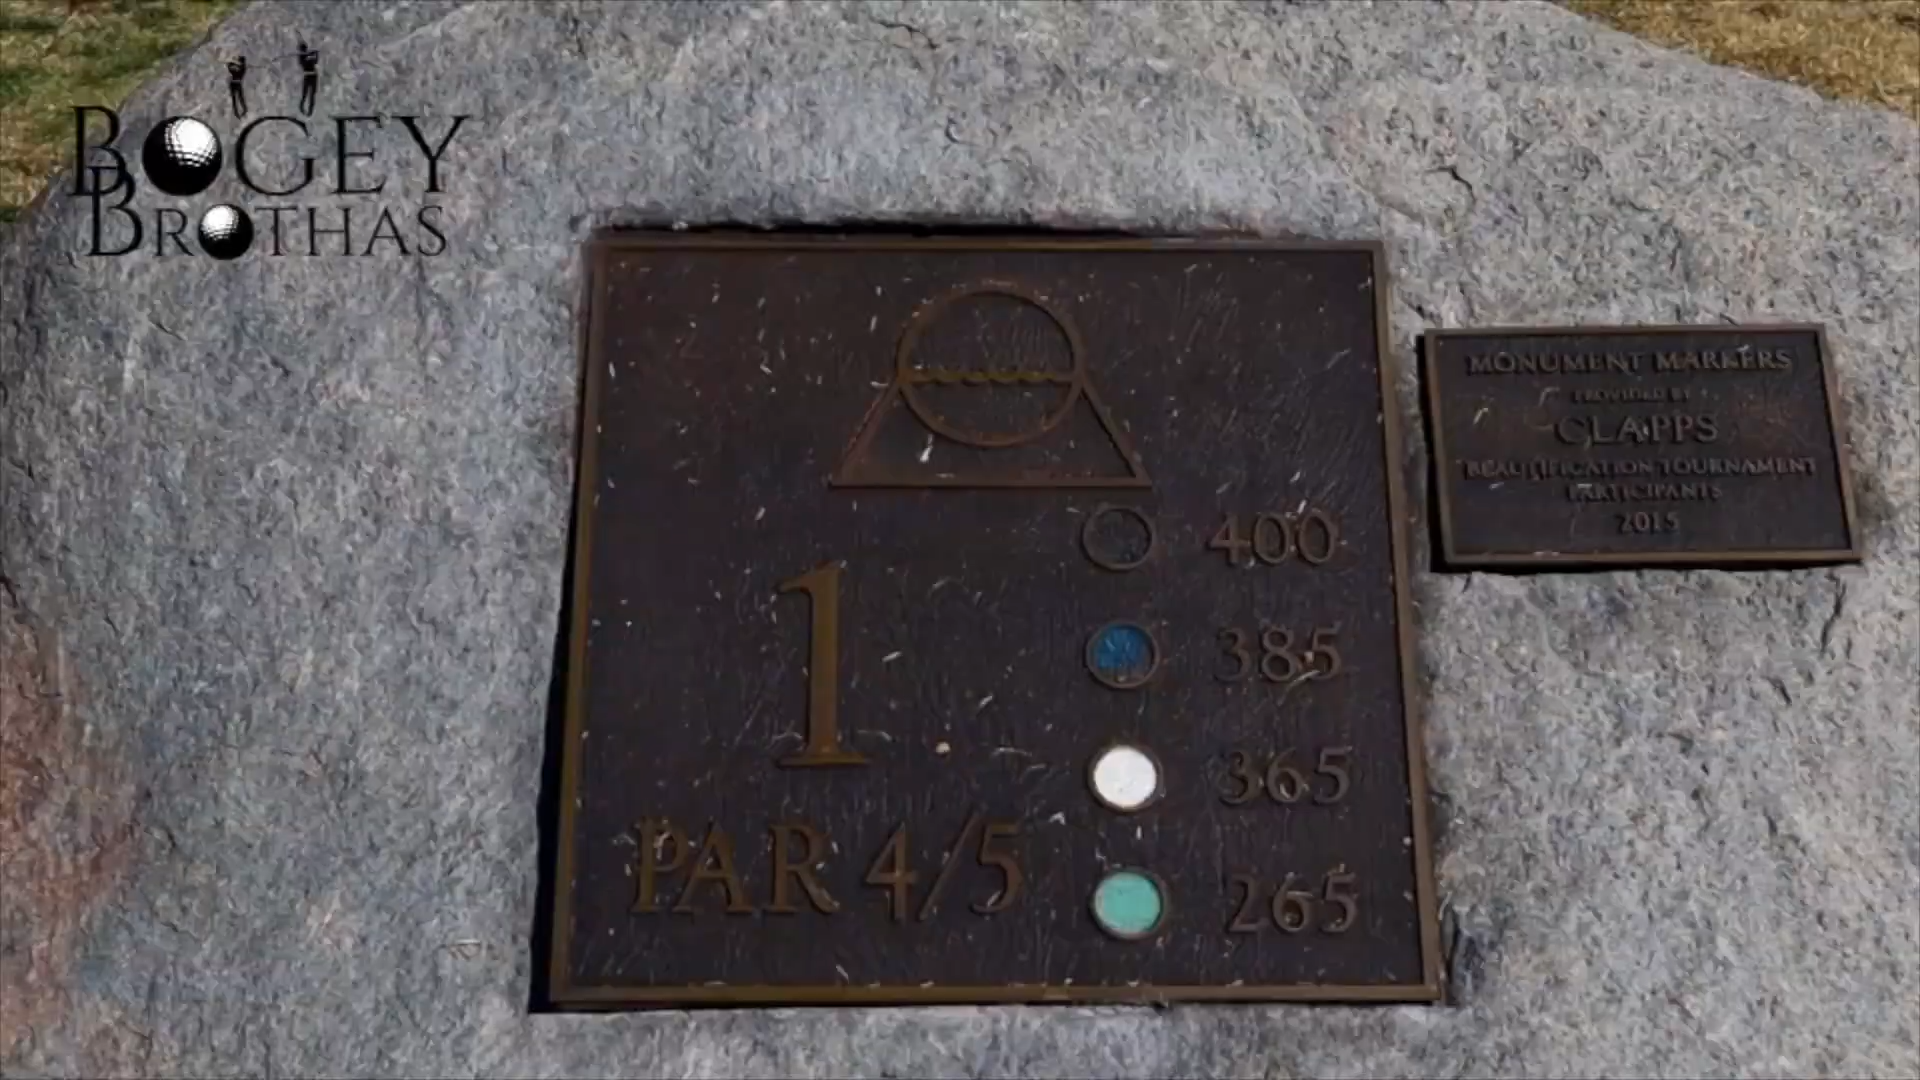 BOGEY
BROTHAS
MONUMENT MARKERS
PROVIDED BY
CLAPPS
BEAUTIFICATION TOURNAMENT
PARTICIPANTS
2015
1
PAR 4/5
400
385
365
265